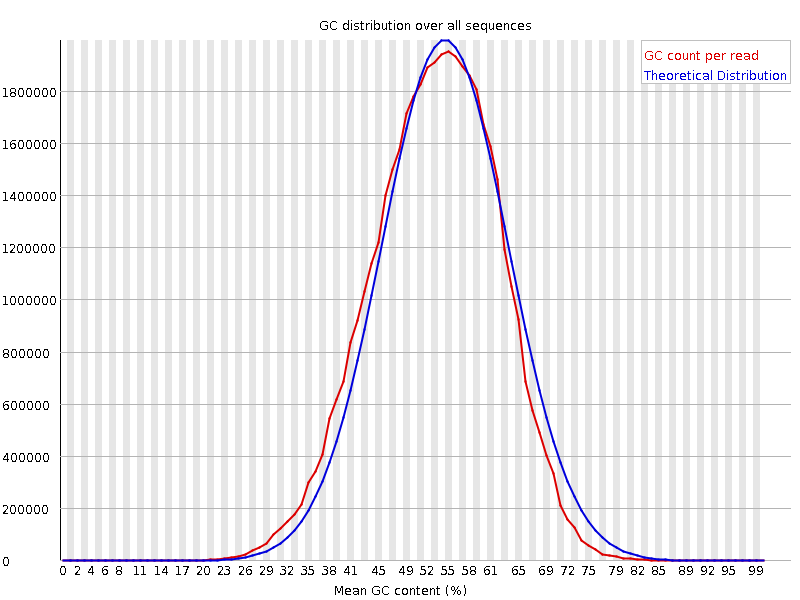 GC distribution over all sequences
GC count per read
Theoretical Distribution
1800000
1600000
1400000
1200000
1000000
800000
600000
400000
200000
0
0 2 4 6 8 11 14 17 20 23 26 29 32 35 38 41 45 49 52 55 58 61 65 69 72 75 79 82 85 89 92 95 99
Mean GC content (%)